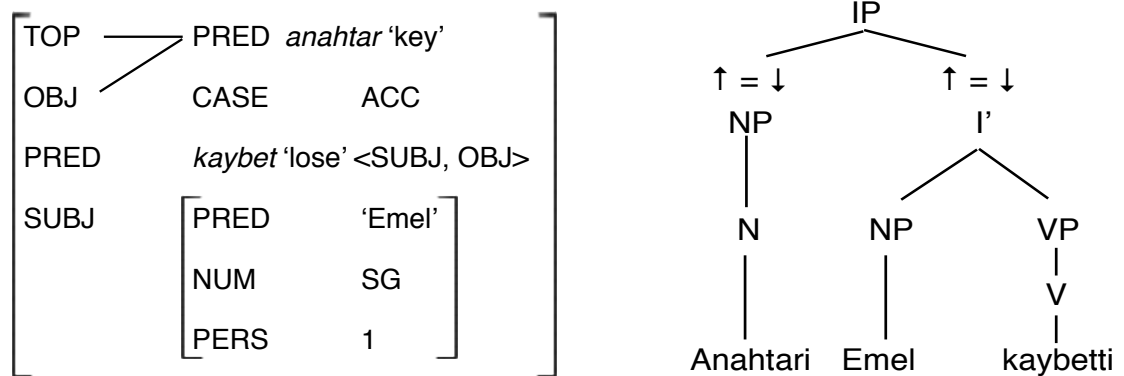 TOP PRED anahtar ‘key’
OBJ CASE ACC
PRED kaybet ‘lose’ <SUBJ, OBJ>
SUBJ PRED ‘Emel’
NUM SG
PERS 1
IP
↑ = ↓ ↑ = ↓
NP I’
N NP VP
V
Anahtari Emel kaybetti